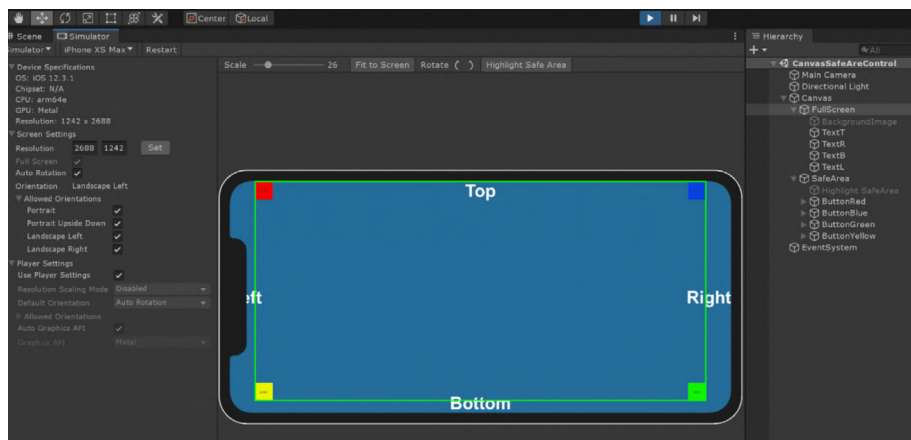 Center Local
Scene Simulator
Simulator iPhone XS Max Restart
Scale 26 Fit to Screen Rotate Highlight Safe Area
Device Specifications
OS: iOS 12.3.1
Chipset: N/A
CPU: arm64e
GPU: Metal
Resolution: 1242 x 2688
Screen Settings
Resolution 2688 1242 Set
Full Screen
Auto Rotation
Orientation Landscape Left
Allowed Orientations
Portrait
Portrait Upside Down
Landscape Left
Landscape Right
Player Settings
Use Player Settings
Resolution Scaling Mode Disabled
Default Orientation Auto Rotation
Allowed Orientations
Auto Graphics API
Graphics API Metal
Top
eft
Right
Bottom
Hierarchy
All
CanvasSafeAreControl
Main Camera
Directional Light
Canvas
FullScreen
BackgroundImage
TextT
TextR
TextB
TextL
SafeArea
Highlight SafeArea
ButtonRed
ButtonBlue
ButtonGreen
ButtonYellow
EventSystem